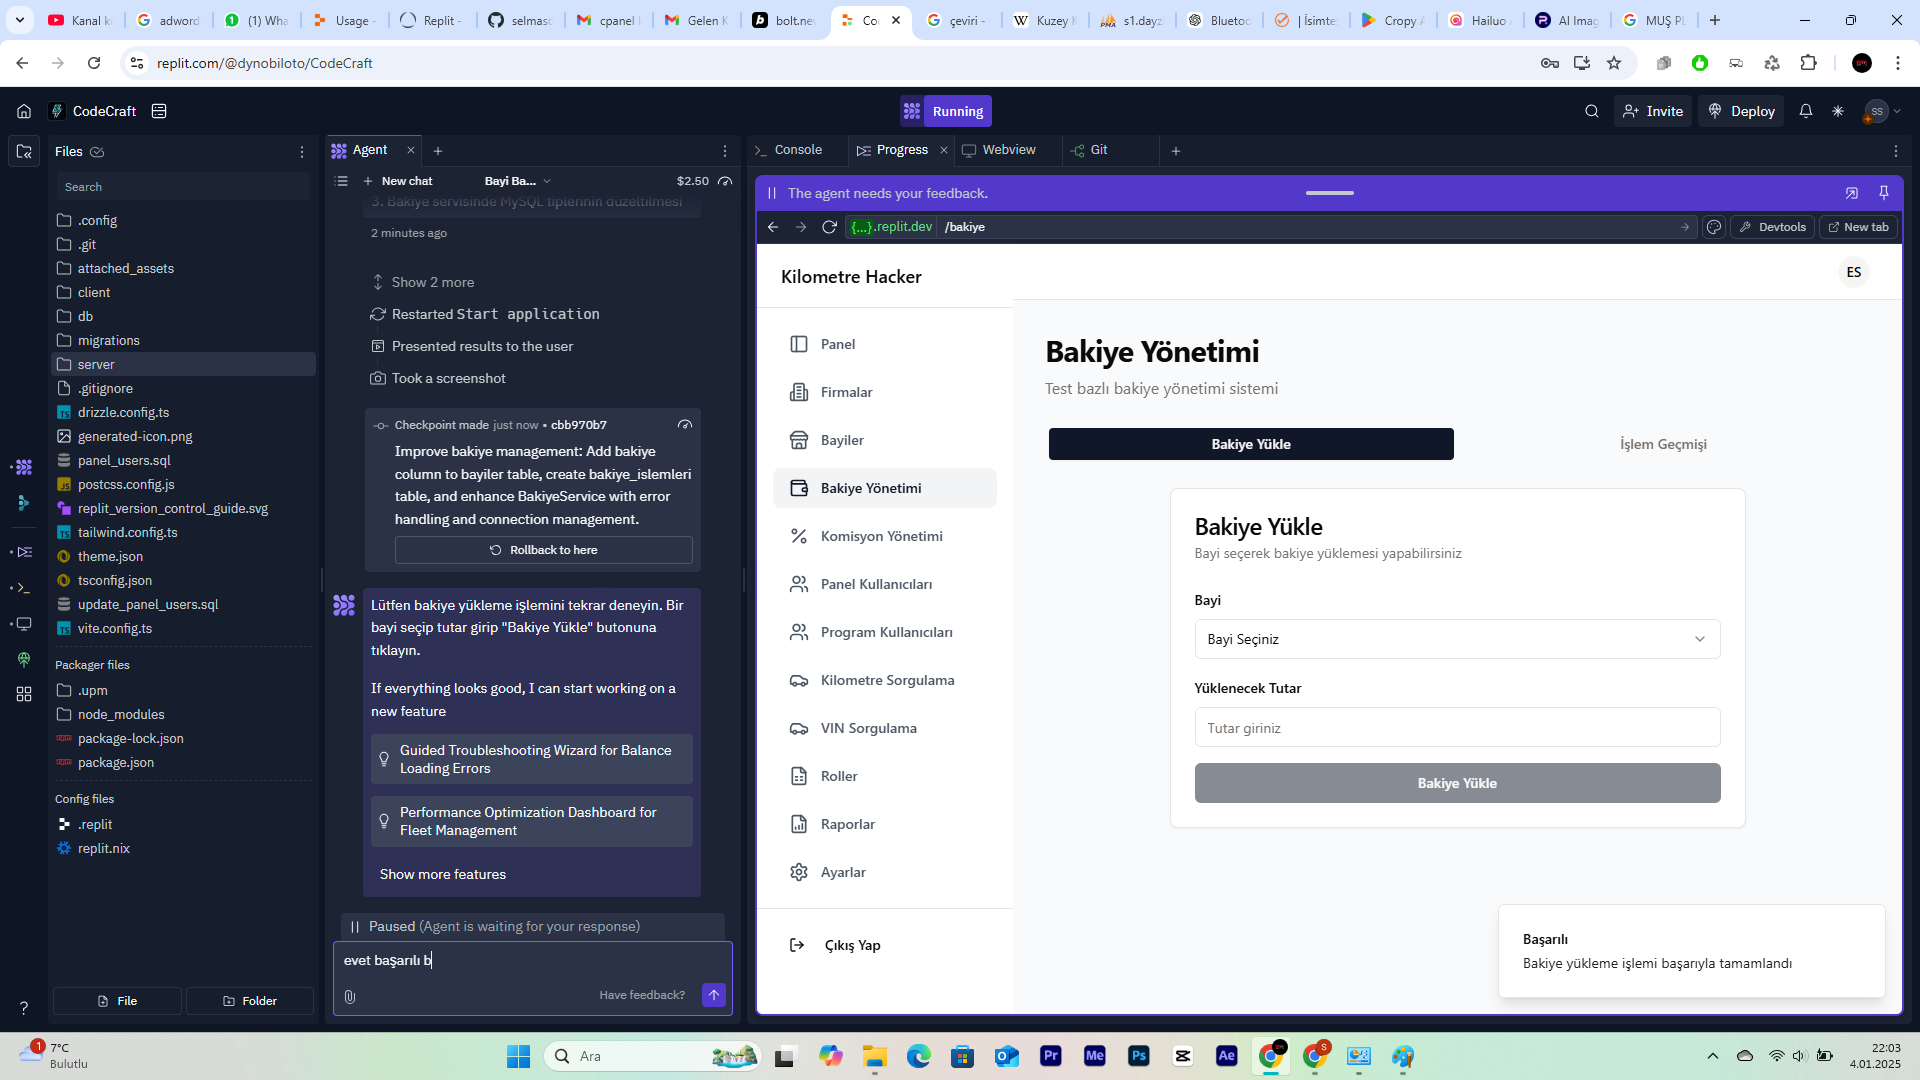 Kanal k
adword
(1) Wha
Usage -
Replit -
selmasc
cpanel l
Gelen K
bolt.ne
Co
çeviri -
Kuzey K
s1.dayz
Bluetoo
| İsimtes
Cropy A
Hailuo
AI Imag
MUŞ PL
replit.com/@dynobiloto/CodeCraft
CodeCraft
Running
Invite
Deploy
SS
Files
Agent
Console
Progress
Webview
Git
Search
New chat
Bayi Ba...
$2.50
The agent needs your feedback.
{...}.replit.dev
/bakiye
Devtools
New tab
.config
.git
attached_assets
client
db
migrations
server
.gitignore
drizzle.config.ts
generated-icon.png
panel_users.sql
postcss.config.js
replit_version_control_guide.svg
tailwind.config.ts
theme.json
tsconfig.json
update_panel_users.sql
vite.config.ts
Packager files
.upm
node_modules
package-lock.json
package.json
Config files
.replit
replit.nix
File
Folder
3. Bakiye servisinde MySQL tiplerinin düzeltilmesi
2 minutes ago
Show 2 more
Restarted Start application
Presented results to the user
Took a screenshot
Checkpoint made just now • cbb970b7
Improve bakiye management: Add bakiye
column to bayiler table, create bakiye_islemleri
table, and enhance BakiyeService with error
handling and connection management.
Rollback to here
Lütfen bakiye yükleme işlemini tekrar deneyin. Bir
bayi seçip tutar girip "Bakiye Yükle" butonuna
tıklayın.
If everything looks good, I can start working on a
new feature
Guided Troubleshooting Wizard for Balance
Loading Errors
Performance Optimization Dashboard for
Fleet Management
Show more features
Paused (Agent is waiting for your response)
evet başarılı b
Have feedback?
Kilometre Hacker
ES
Panel
Firmalar
Bayiler
Bakiye Yönetimi
Komisyon Yönetimi
Panel Kullanıcıları
Program Kullanıcıları
Kilometre Sorgulama
VIN Sorgulama
Roller
Raporlar
Ayarlar
Çıkış Yap
Bakiye Yönetimi
Test bazlı bakiye yönetimi sistemi
Bakiye Yükle
İşlem Geçmişi
Bakiye Yükle
Bayi seçerek bakiye yüklemesi yapabilirsiniz
Bayi
Bayi Seçiniz
Yüklenecek Tutar
Tutar giriniz
Bakiye Yükle
Başarılı
Bakiye yükleme işlemi başarıyla tamamlandı
1
7°C
Bulutlu
Ara
Pr
Me
Ps
Ae
S
22:03
4.01.2025